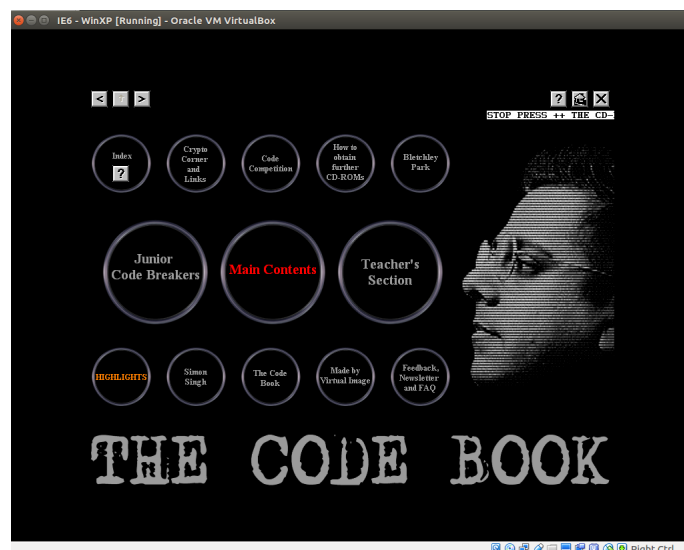 IE6 - WinXP [Running] - Oracle VM VirtualBox
< ? >
? X
STOP PRESS ++ THE CD-
Index
?
Crypto
Corner
and
Links
Code
Competition
How to
obtain
further
CD-ROMs
Bletchley
Park
Junior
Code Breakers
Main Contents
Teacher's
Section
HIGHLIGHTS
Simon
Singh
The Code
Book
Made by
Virtual Image
Feedback,
Newsletter
and FAQ
THE CODE BOOK
Right Ctrl